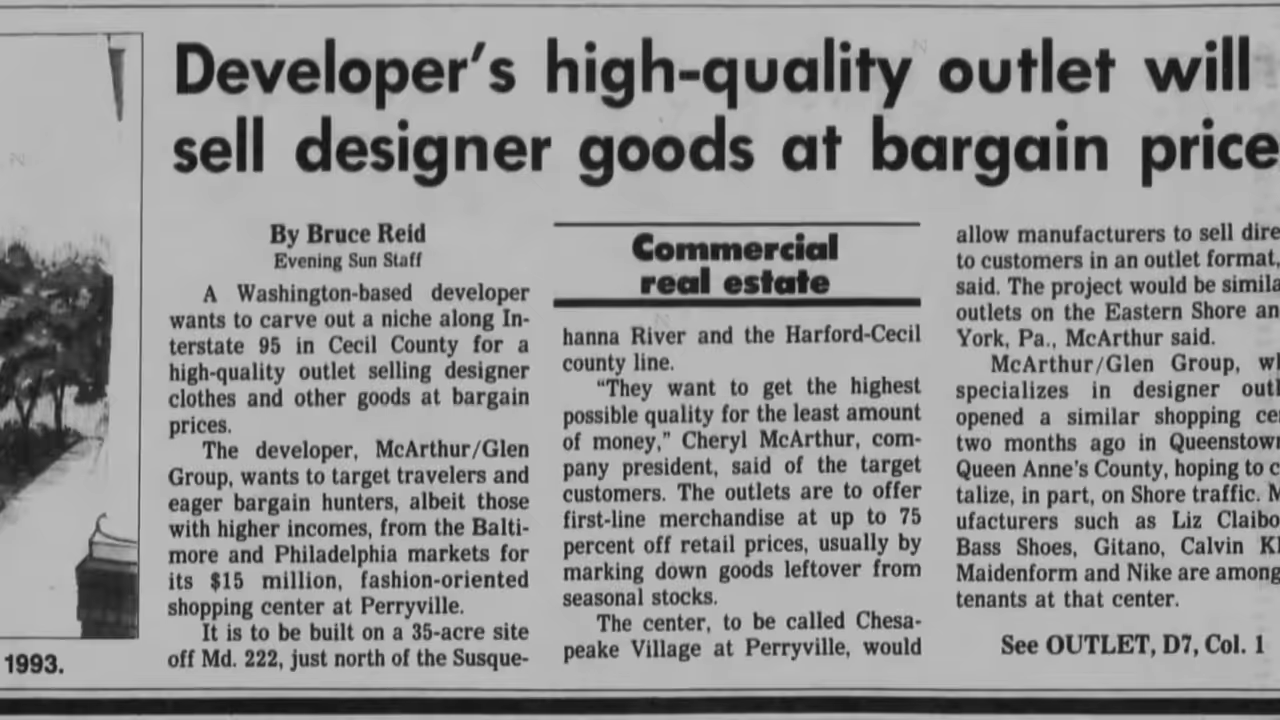 Developer's high-quality outlet will
sell designer goods at bargain price
By Bruce Reid
Evening Sun Staff
A Washington-based developer
wants to carve out a niche along In-
terstate 95 in Cecil County for a
high-quality outlet selling designer
clothes and other goods at bargain
prices.
The developer, McArthur/Glen
Group, wants to target travelers and
eager bargain hunters, albeit those
with higher incomes, from the Balti-
more and Philadelphia markets for
its $15 million, fashion-oriented
shopping center at Perryville.
It is to be built on a 35-acre site
off Md. 222, just north of the Susque-
Commercial
real estate
hanna River and the Harford-Cecil
county line.
"They want to get the highest
possible quality for the least amount
of money," Cheryl McArthur, com-
pany president, said of the target
customers. The outlets are to offer
first-line merchandise at up to 75
percent off retail prices, usually by
marking down goods leftover from
seasonal stocks.
The center, to be called Chesa-
peake Village at Perryville, would
allow manufacturers to sell dire
to customers in an outlet format,
said. The project would be simila
outlets on the Eastern Shore an
York, Pa., McArthur said.
McArthur/Glen Group, wh
specializes in designer outl
opened a similar shopping ce
two months ago in Queenstown
Queen Anne's County, hoping to c
talize, in part, on Shore traffic. M
ufacturers such as Liz Claibo
Bass Shoes, Gitano, Calvin Kl
Maidenform and Nike are among
tenants at that center.
See OUTLET, D7, Col. 1
1993.